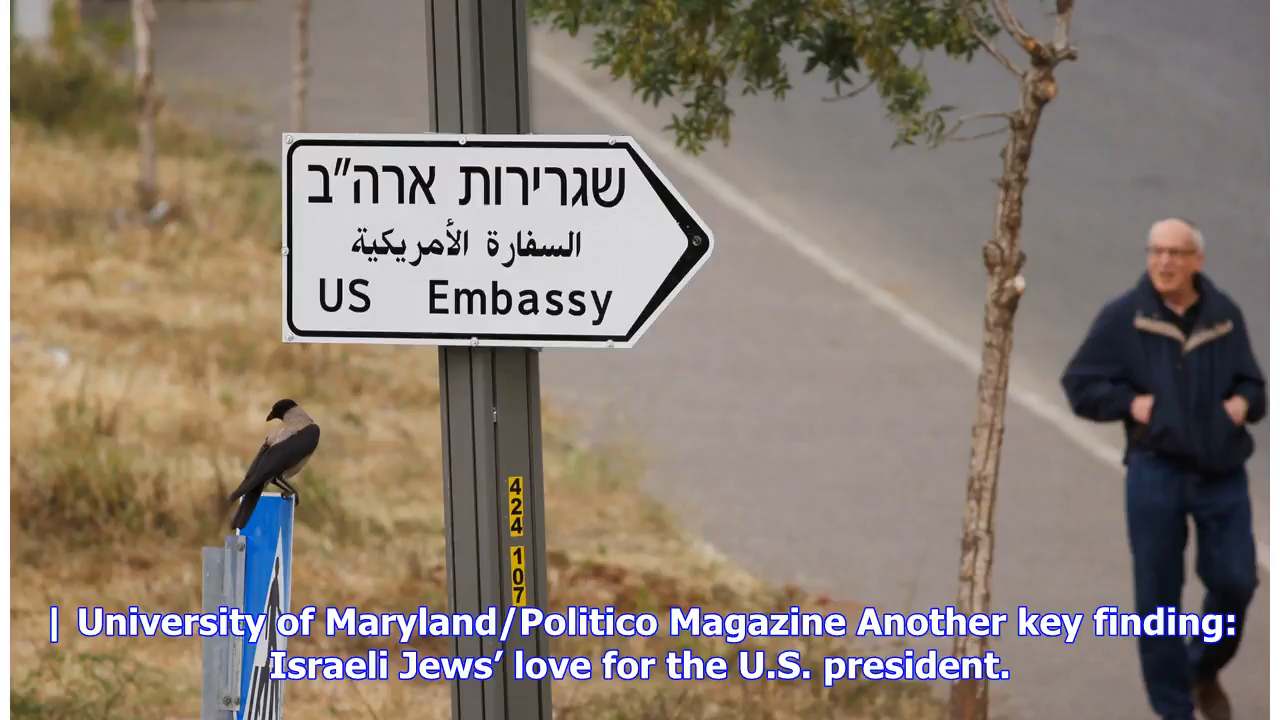 שגרירות ארה״ב
السفارة الأمريكية
US Embassy
424
107
| University of Maryland/Politico Magazine Another key finding:
Israeli Jews’ love for the U.S. president.